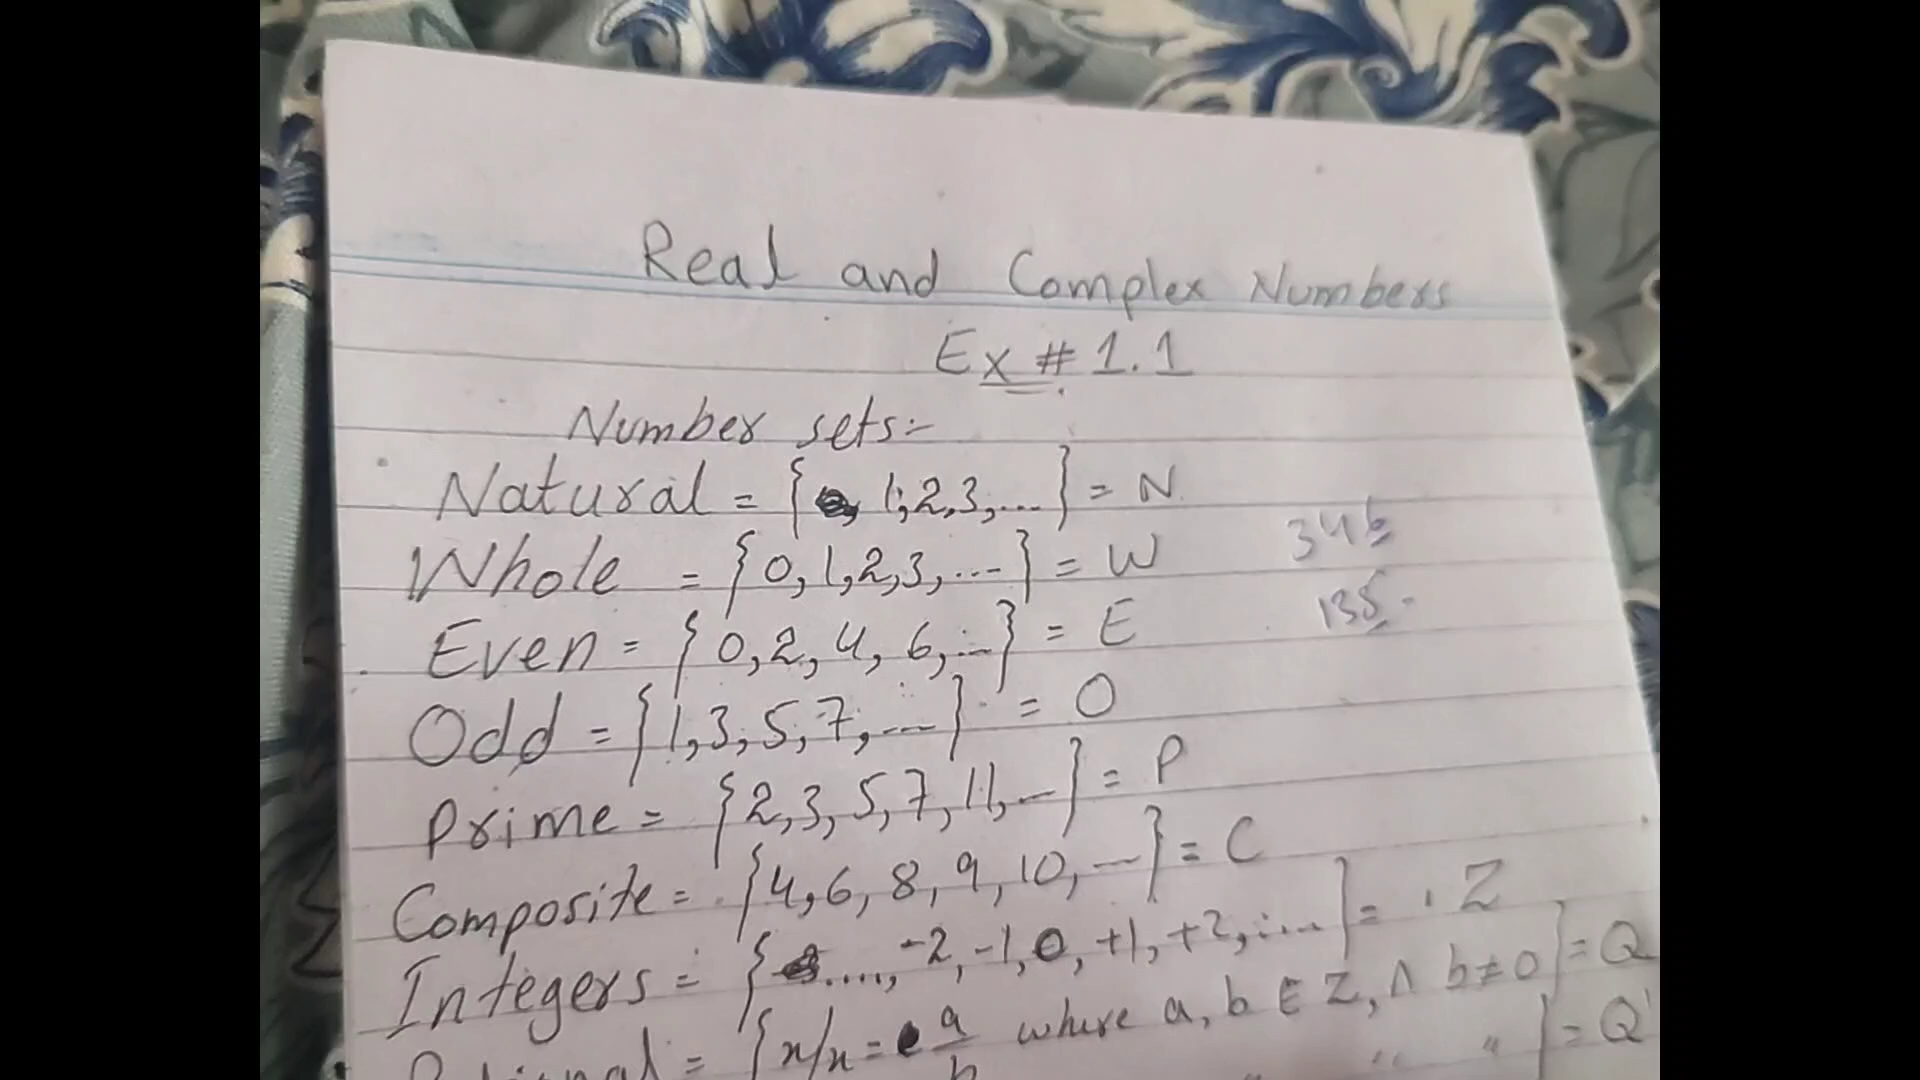 Real and Complex Numbers
Ex # 1.1
Number sets:-
Natural = { 1,2,3,... } = N
Whole = {0,1,2,3,...} = W
346
Even = {0,2,4,6,...} = E
135
Odd = {1,3,5,7,...} = O
Prime = {2,3,5,7,11,...} = P
Composite = {4,6,8,9,10,...} = C
Integers = { ...., -2,-1,0,+1,+2,....} = Z
Rational = {x/x = a/b where a, b ∈ Z, ∧ b≠0} = Q
" " } = Q'